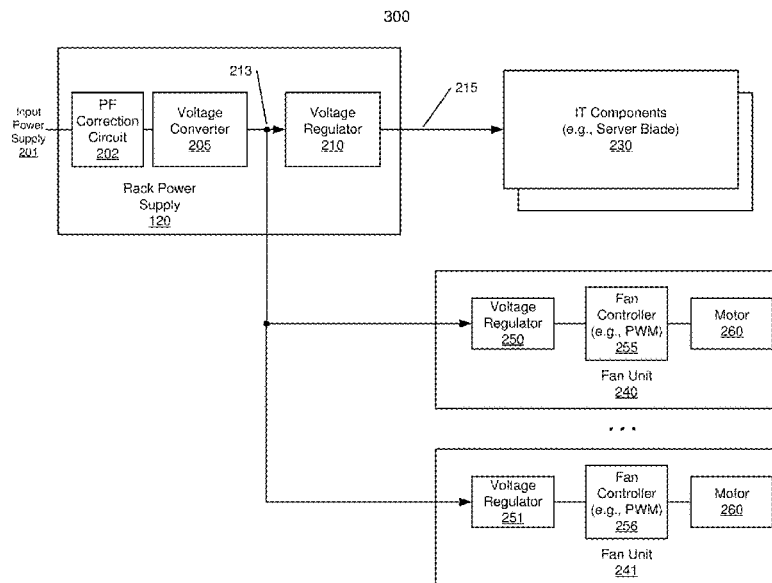 300
213
215
Input
Power
Supply
201
PF
Correction
Circuit
202
Voltage
Converter
205
Voltage
Regulator
210
Rack Power
Supply
120
IT Components
(e.g., Server Blade)
230
Voltage
Regulator
250
Fan
Controller
(e.g., PWM)
255
Motor
260
Fan Unit
240
...
Voltage
Regulator
251
Fan
Controller
(e.g., PWM)
256
Motor
260
Fan Unit
241